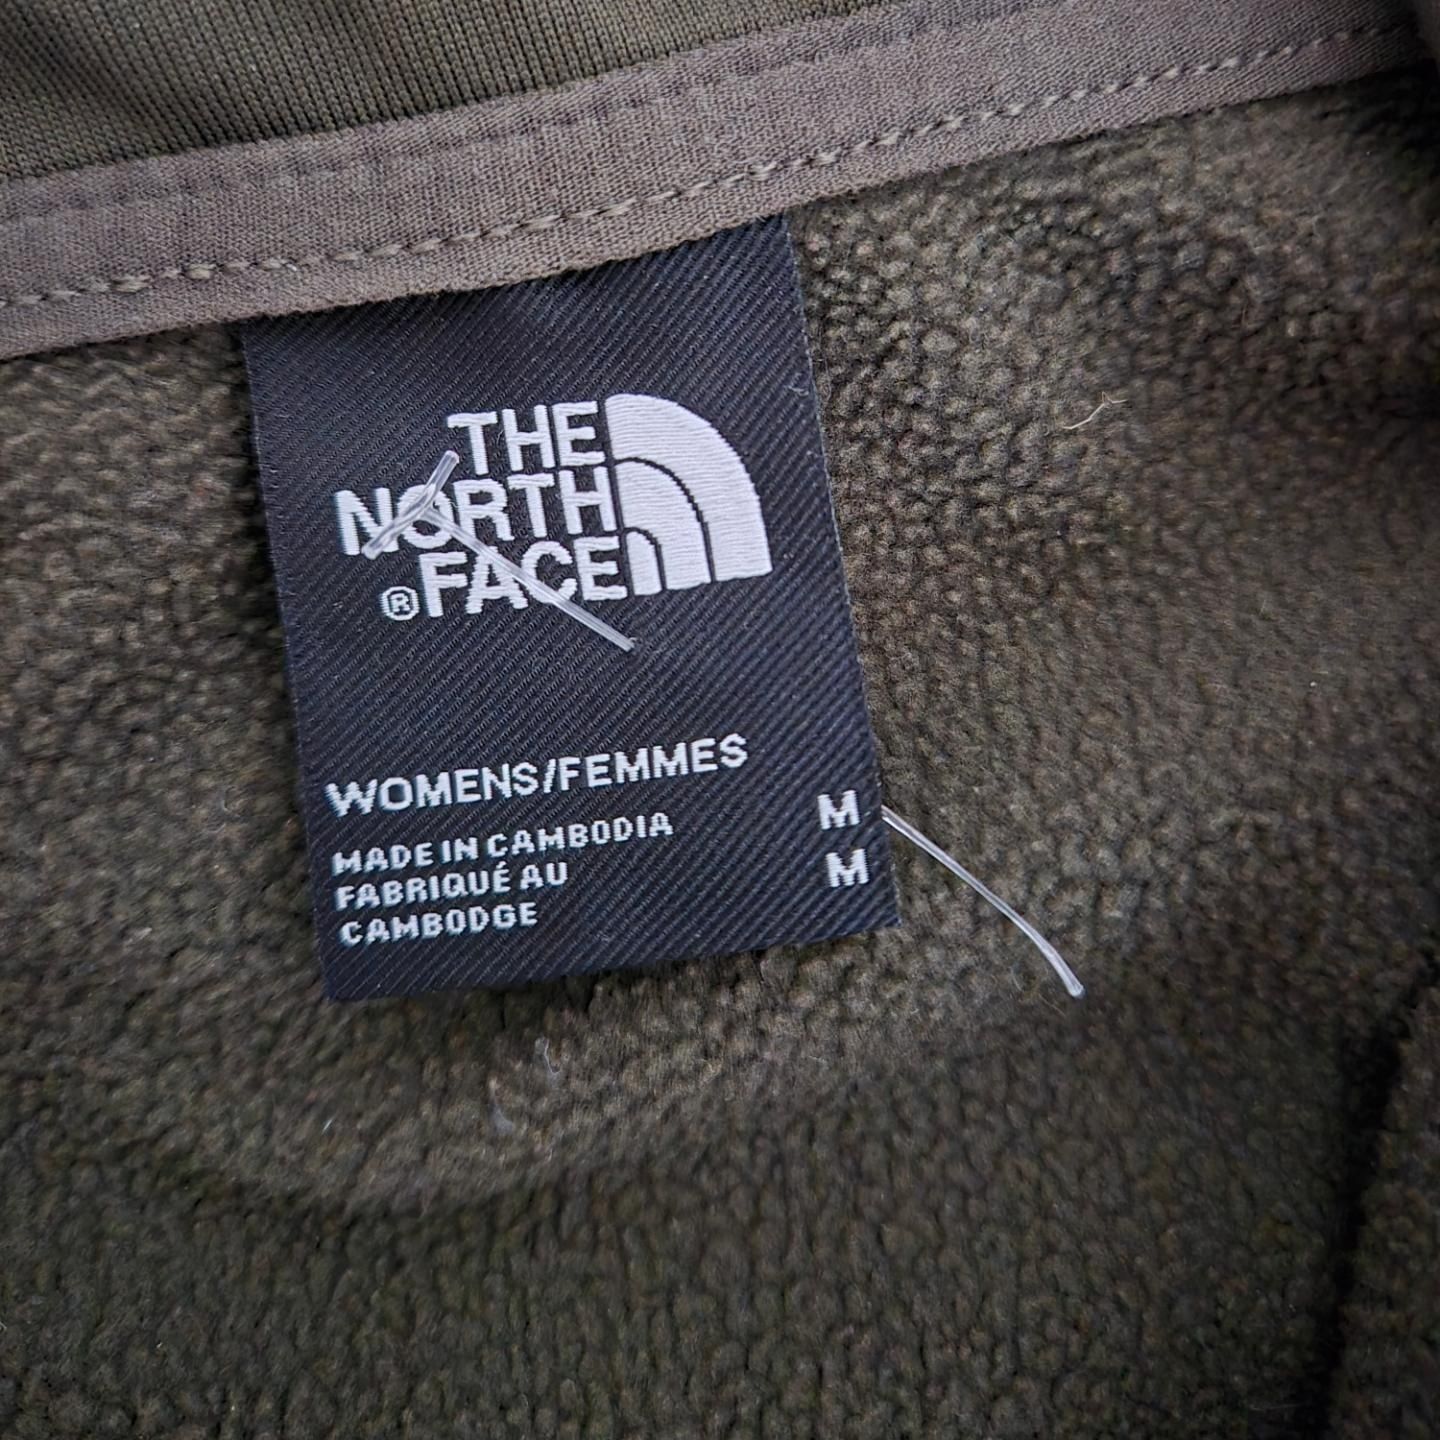 THE
NORTH
® FACE
WOMENS/FEMMES
MADE IN CAMBODIA M
FABRIQUÉ AU M
CAMBODGE